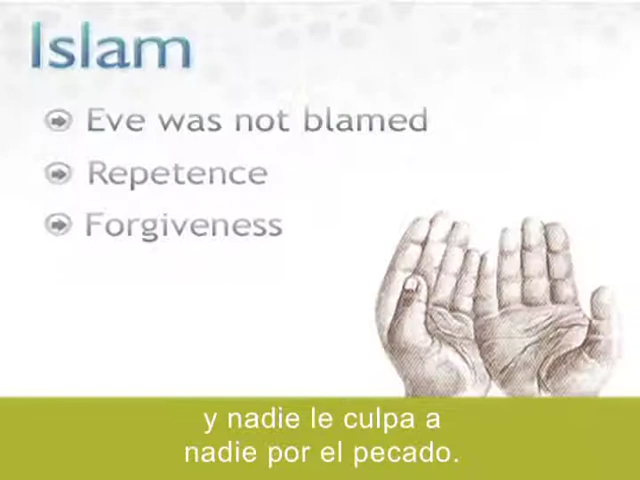 Islam
Eve was not blamed
Repetence
Forgiveness
y nadie le culpa a
nadie por el pecado.